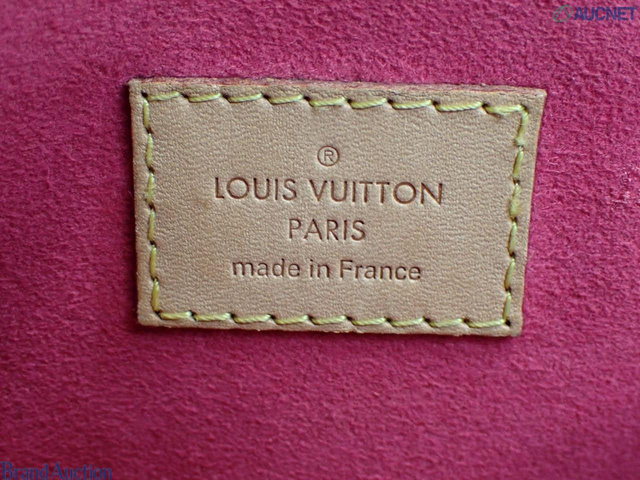 AUCNET
®
LOUIS VUITTON
PARIS
made in France
Brand Auction